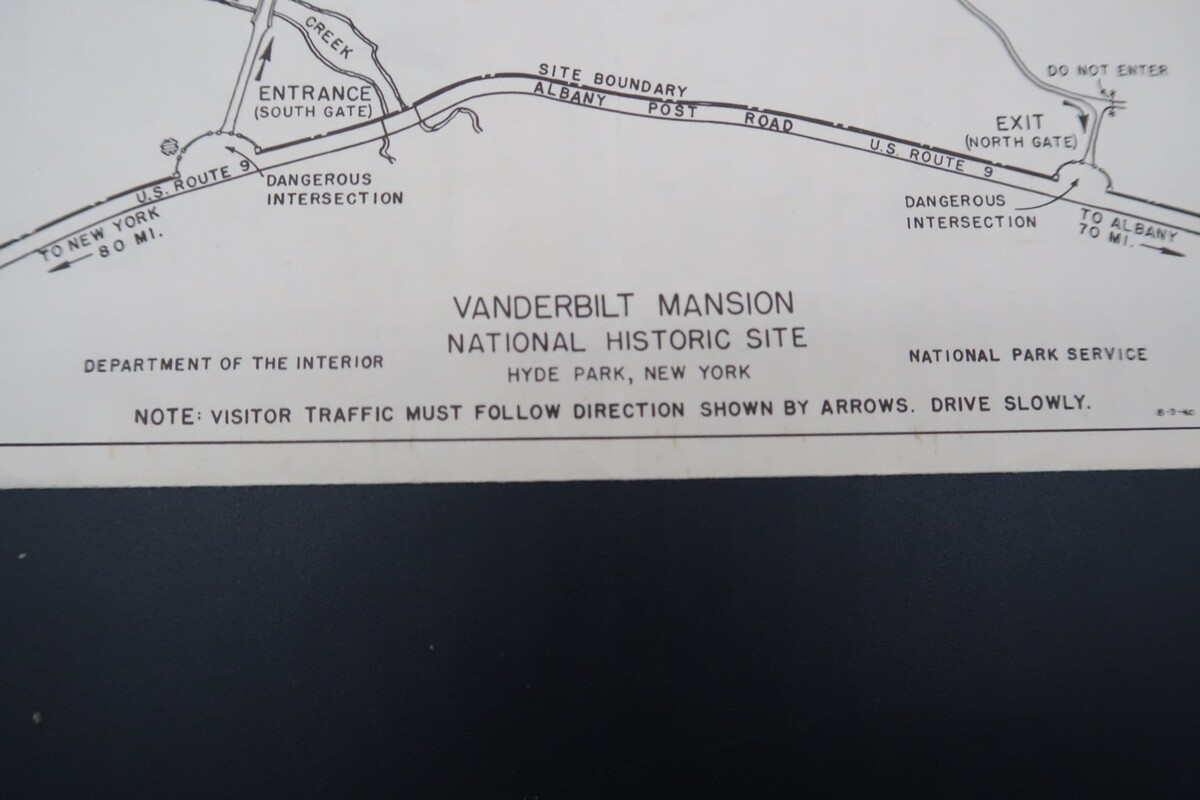 CREEK
DO NOT ENTER
SITE BOUNDARY
ALBANY POST ROAD
ENTRANCE
(SOUTH GATE)
EXIT
(NORTH GATE)
U.S. ROUTE 9
U.S. ROUTE 9
DANGEROUS
INTERSECTION
DANGEROUS
INTERSECTION
TO NEW YORK
80 MI.
TO ALBANY
70 MI.
VANDERBILT MANSION
NATIONAL HISTORIC SITE
HYDE PARK, NEW YORK
DEPARTMENT OF THE INTERIOR
NATIONAL PARK SERVICE
NOTE: VISITOR TRAFFIC MUST FOLLOW DIRECTION SHOWN BY ARROWS. DRIVE SLOWLY.